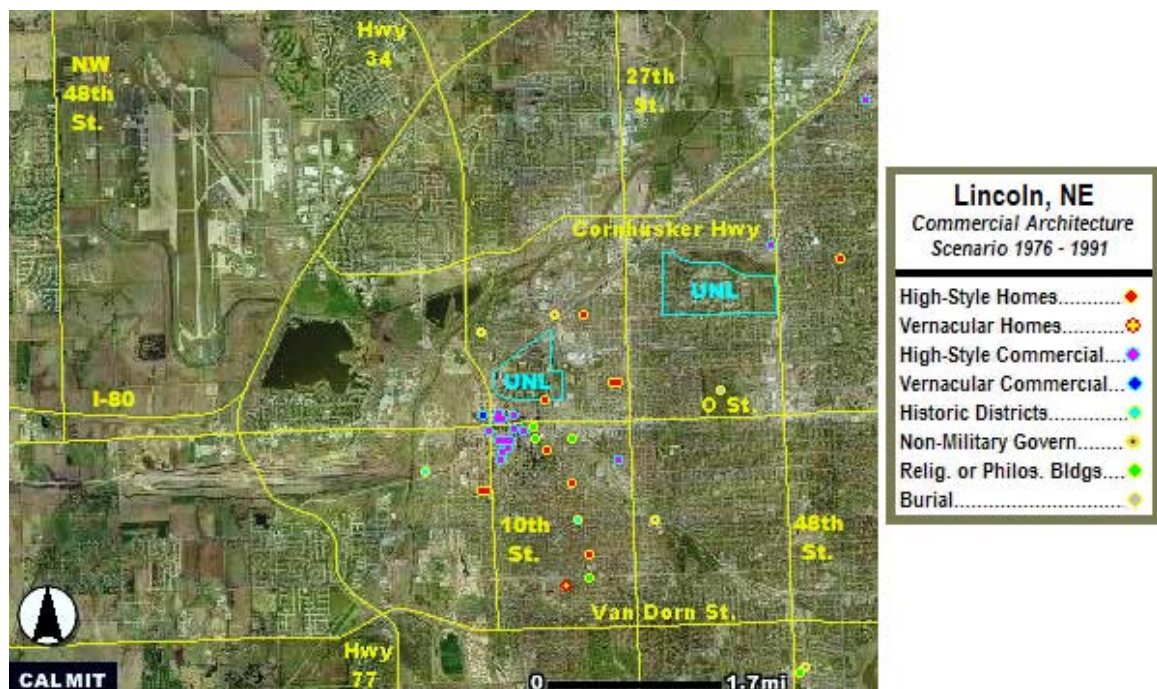 Hwy
34
NW
48th
St.
27th
St.
Cornhusker Hwy
UNL
UNL
I-80
O St.
10th
St.
48th
St.
Van Dorn St.
Hwy
77
CALMIT
0 1.7mi
Lincoln, NE
Commercial Architecture
Scenario 1976 - 1991
High-Style Homes...........
Vernacular Homes...........
High-Style Commercial....
Vernacular Commercial...
Historic Districts..............
Non-Military Govern........
Relig. or Philos. Bldgs....
Burial...............................